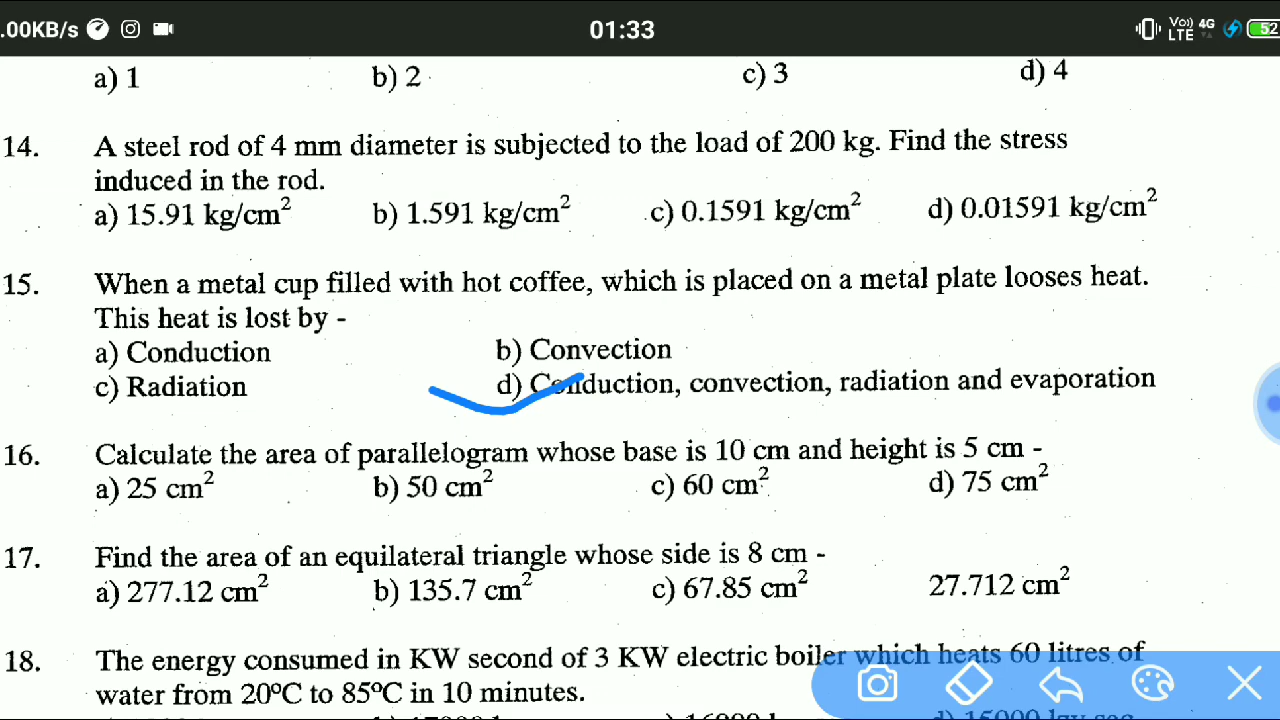 .00KB/s 01:33 Vo)) LTE 4G 52
a) 1 b) 2 c) 3 d) 4
14. A steel rod of 4 mm diameter is subjected to the load of 200 kg. Find the stress
induced in the rod.
a) 15.91 kg/cm² b) 1.591 kg/cm² c) 0.1591 kg/cm² d) 0.01591 kg/cm²
15. When a metal cup filled with hot coffee, which is placed on a metal plate looses heat.
This heat is lost by -
a) Conduction b) Convection
c) Radiation d) Conduction, convection, radiation and evaporation
16. Calculate the area of parallelogram whose base is 10 cm and height is 5 cm -
a) 25 cm² b) 50 cm² c) 60 cm² d) 75 cm²
17. Find the area of an equilateral triangle whose side is 8 cm -
a) 277.12 cm² b) 135.7 cm² c) 67.85 cm² 27.712 cm²
18. The energy consumed in KW second of 3 KW electric boiler which heats 60 litres of
water from 20ºC to 85ºC in 10 minutes.